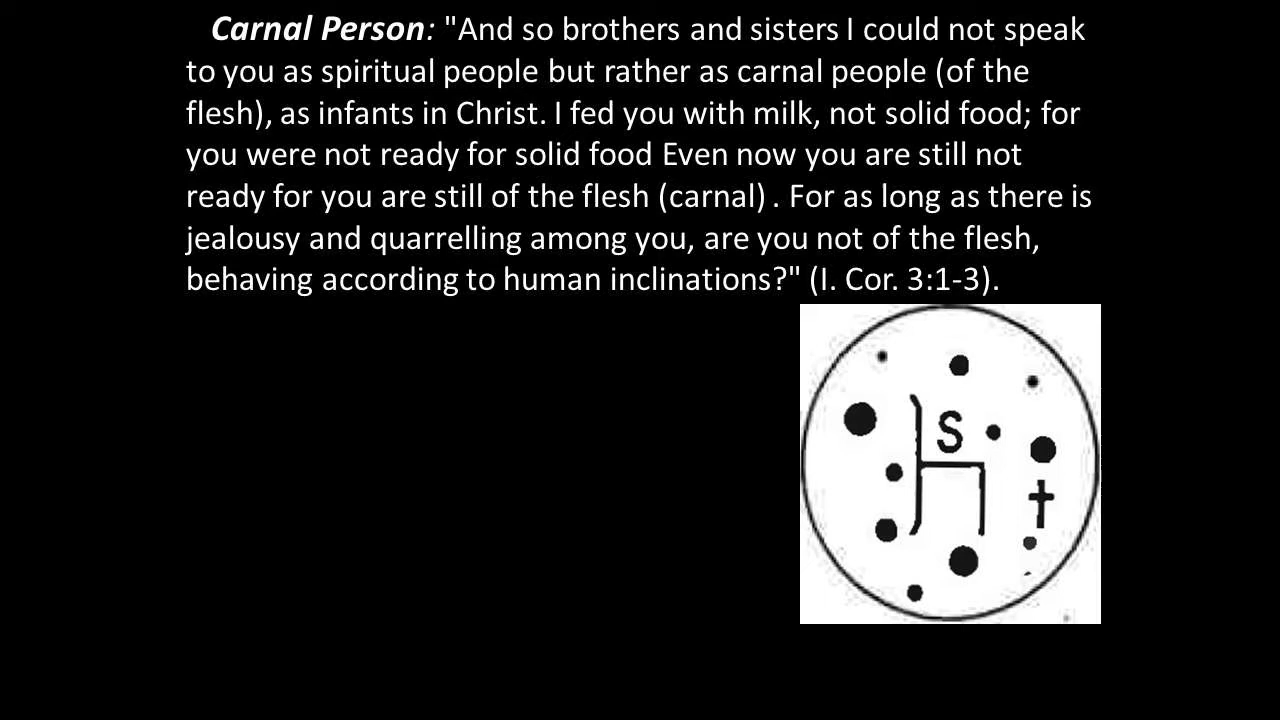 Carnal Person: "And so brothers and sisters I could not speak
to you as spiritual people but rather as carnal people (of the
flesh), as infants in Christ. I fed you with milk, not solid food; for
you were not ready for solid food Even now you are still not
ready for you are still of the flesh (carnal) . For as long as there is
jealousy and quarrelling among you, are you not of the flesh,
behaving according to human inclinations?" (I. Cor. 3:1-3).
S